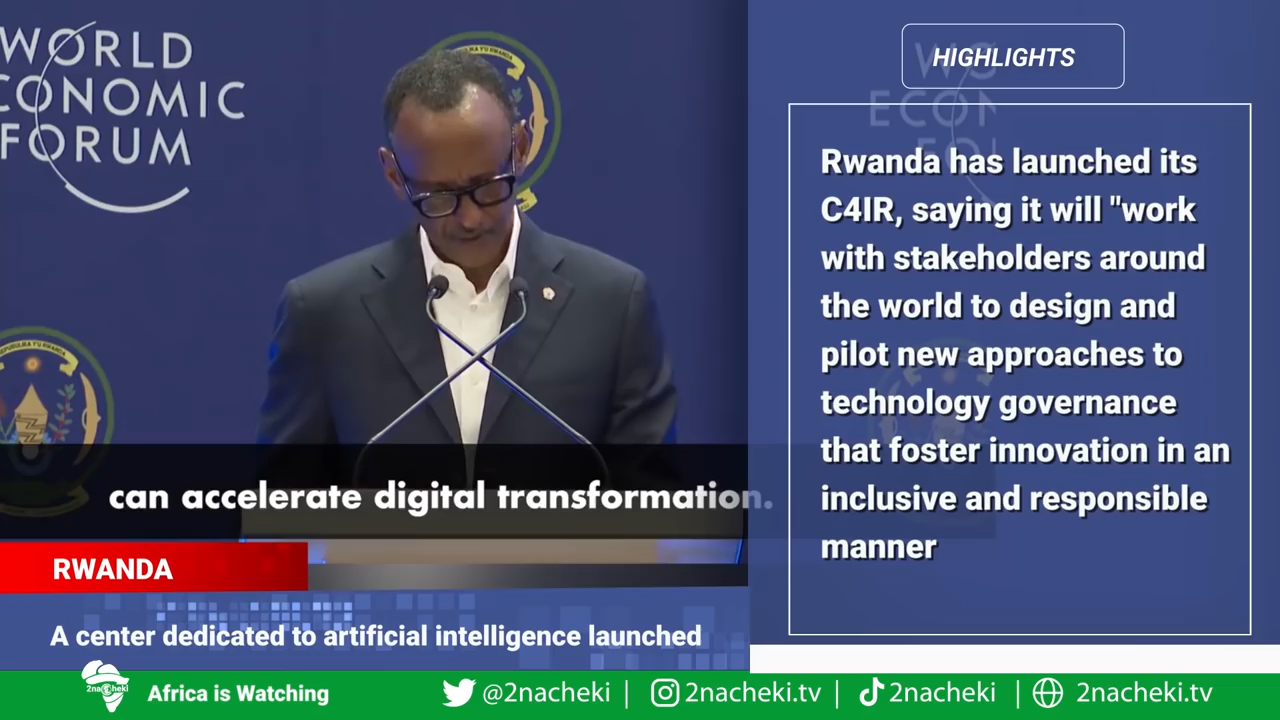 WORLD
ECONOMIC
FORUM
HIGHLIGHTS
Rwanda has launched its
C4IR, saying it will "work
with stakeholders around
the world to design and
pilot new approaches to
technology governance
that foster innovation in an
inclusive and responsible
manner
can accelerate digital transformation.
RWANDA
A center dedicated to artificial intelligence launched
2nacheki
Africa is Watching
@2nacheki | 2nacheki.tv | 2nacheki | 2nacheki.tv